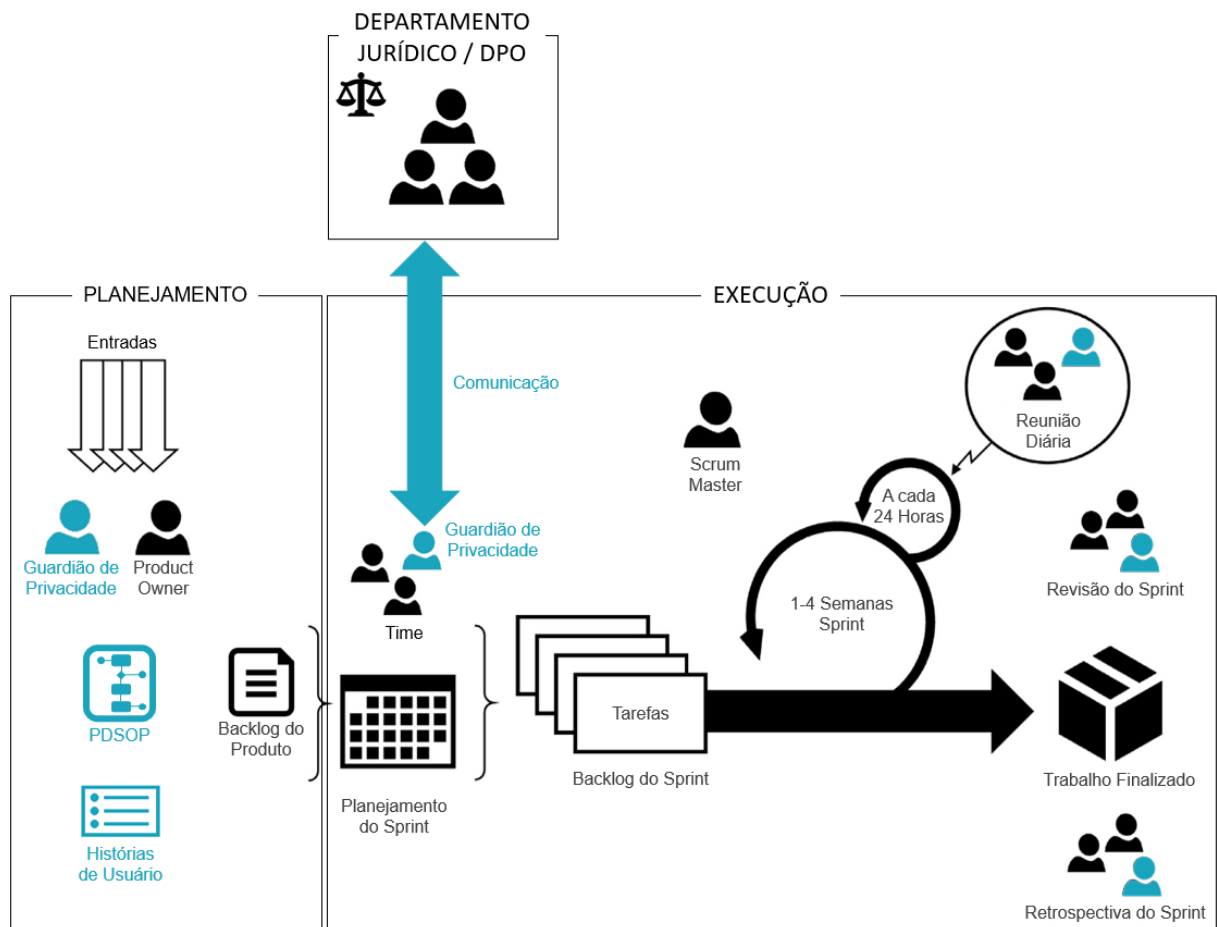 DEPARTAMENTO
JURÍDICO / DPO
PLANEJAMENTO
Entradas
Guardião de
Privacidade
Product
Owner
PDSOP
Histórias
de Usuário
Backlog do
Produto
EXECUÇÃO
Comunicação
Guardião de
Privacidade
Time
Planejamento
do Sprint
Tarefas
Backlog do Sprint
Scrum
Master
1-4 Semanas
Sprint
A cada
24 Horas
Reunião
Diária
Revisão do Sprint
Trabalho Finalizado
Retrospectiva do Sprint